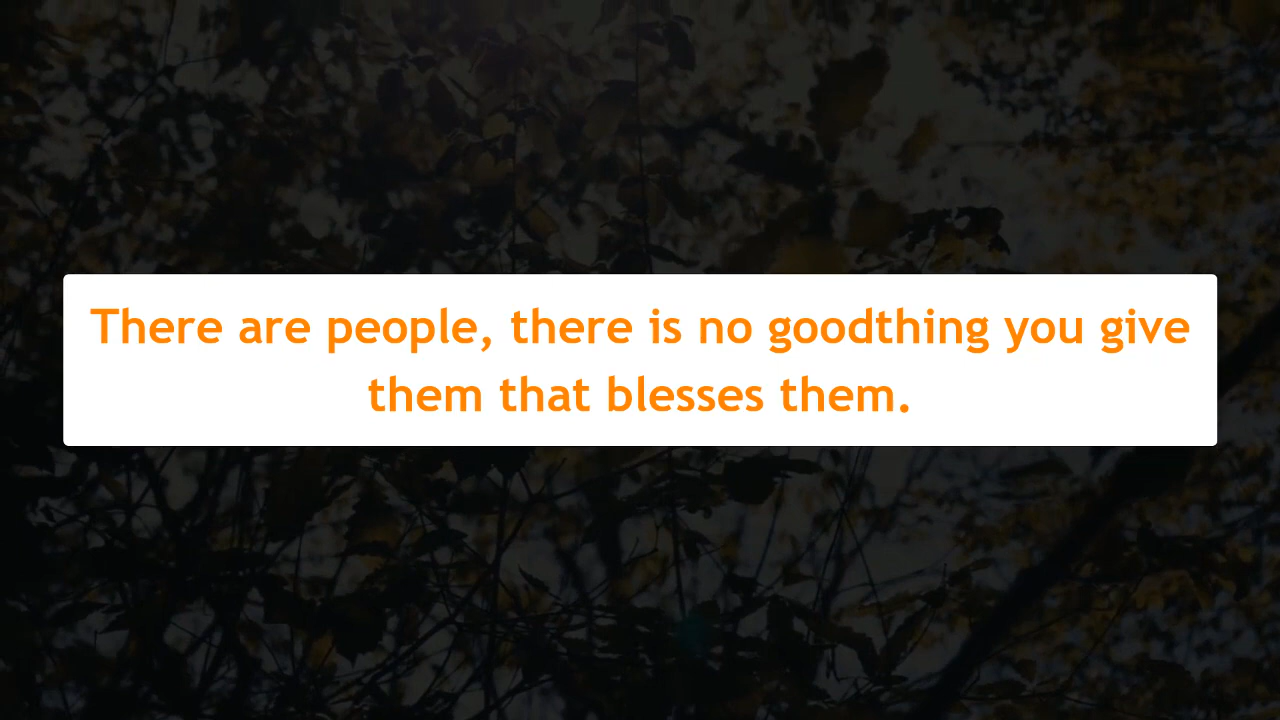 There are people, there is no goodthing you give
them that blesses them.